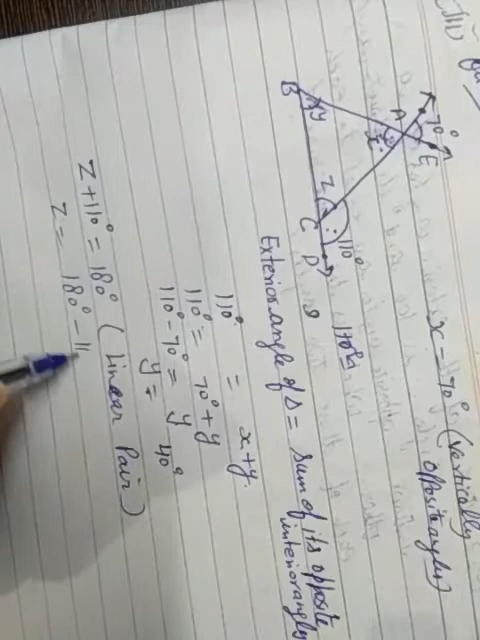 (iii)
70°
A
E
x
B
y
z
C
110°
D
x = 70° (Vertically
opposite angles)
110°
Exterior angle of Δ = Sum of its opposite
interior angles
110° = x+y.
110° = 70° + y
110° - 70° = y
y = 40°
z + 110° = 180° (Linear Pair)
z = 180° - 11